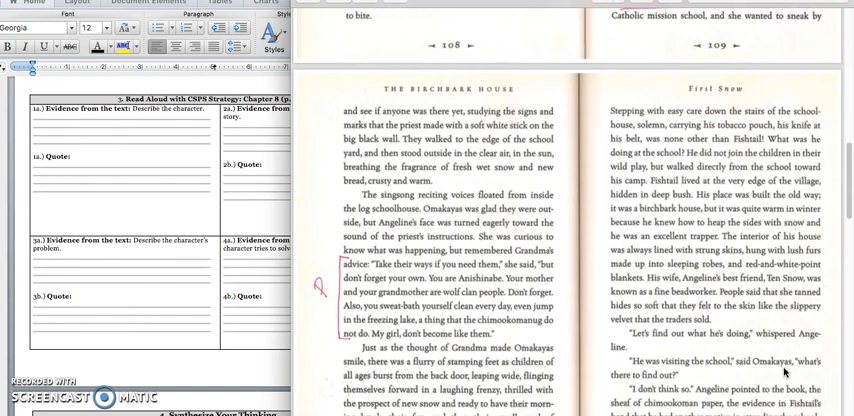 Home
Layout
Document Elements
Tables
Charts
Font
Paragraph
Styles
Georgia
12
B I U ABC
A
Styles
3. Read Aloud with CSPS Strategy: Chapter 8 (p.
1a.) Evidence from the text: Describe the character.
1a.) Quote:
2a.) Evidence from
story.
2b.) Quote:
3a.) Evidence from the text: Describe the character's
problem.
3b.) Quote:
4a.) Evidence from
character tries to solv
4b.) Quote:
4. Synthesize Your Thinking
RECORDED WITH
SCREENCAST MATIC
to bite.
108
Catholic mission school, and she wanted to sneak by
109
THE BIRCHBARK HOUSE
and see if anyone was there yet, studying the signs and
marks that the priest made with a soft white stick on the
big black wall. They walked to the edge of the school
yard, and then stood outside in the clear air, in the sun,
breathing the fragrance of fresh wet snow and new
bread, crusty and warm.
The singsong reciting voices floated from inside
the log schoolhouse. Omakayas was glad they were out-
side, but Angeline's face was turned eagerly toward the
sound of the priest's instructions. She was curious to
know what was happening, but remembered Grandma's
advice: "Take their ways if you need them," she said, "but
don't forget your own. You are Anishinabe. Your mother
and your grandmother are wolf clan people. Don't forget.
Also, you sweat-bath yourself clean every day, even jump
in the freezing lake, a thing that the chimookomanug do
not do. My girl, don't become like them."
Just as the thought of Grandma made Omakayas
smile, there was a flurry of stamping feet as children of
all ages burst from the back door, leaping wide, flinging
themselves forward in a laughing frenzy, thrilled with
the prospect of new snow and ready to have their morn-
First Snow
Stepping with easy care down the stairs of the school-
house, solemn, carrying his tobacco pouch, his knife at
his belt, was none other than Fishtail! What was he
doing at the school? He did not join the children in their
wild play, but walked directly from the school toward
his camp. Fishtail lived at the very edge of the village,
hidden in deep bush. His place was built the old way;
it was a birchbark house, but it was quite warm in winter
because he knew how to heap the sides with snow and
he was an excellent trapper. The interior of his house
was always lined with strung skins, hung with lush furs
made up into sleeping robes, and red-and-white-point
blankets. His wife, Angeline's best friend, Ten Snow, was
known as a fine beadworker. People said that she tanned
hides so soft that they felt to the skin like the slippery
velvet that the traders sold.
"Let's find out what he's doing," whispered Ange-
line.
"He was visiting the school," said Omakayas, "what's
there to find out?"
"I don't think so." Angeline pointed to the book, the
sheaf of chimookoman paper, the evidence in Fishtail's